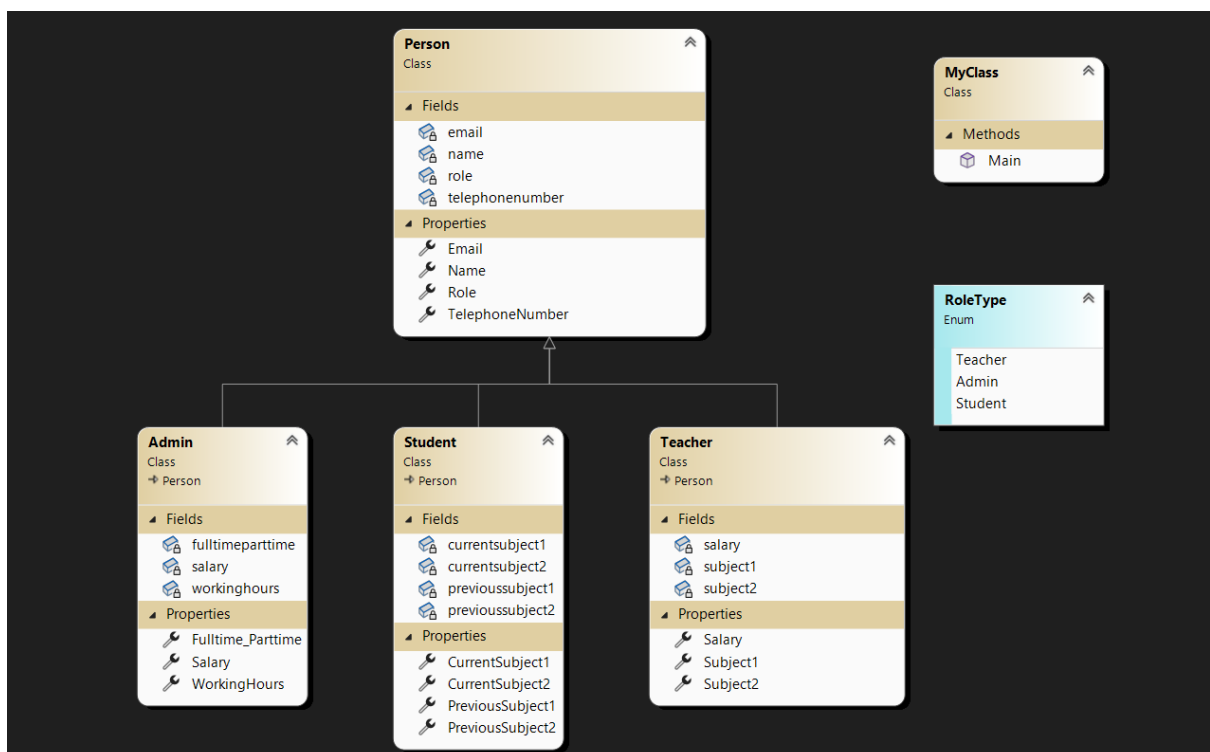 Person
Class
Fields
email
name
role
telephonenumber
Properties
Email
Name
Role
TelephoneNumber
MyClass
Class
Methods
Main
RoleType
Enum
Teacher
Admin
Student
Admin
Class
Person
Fields
fulltimeparttime
salary
workinghours
Properties
Fulltime_Parttime
Salary
WorkingHours
Student
Class
Person
Fields
currentsubject1
currentsubject2
previoussubject1
previoussubject2
Properties
CurrentSubject1
CurrentSubject2
PreviousSubject1
PreviousSubject2
Teacher
Class
Person
Fields
salary
subject1
subject2
Properties
Salary
Subject1
Subject2